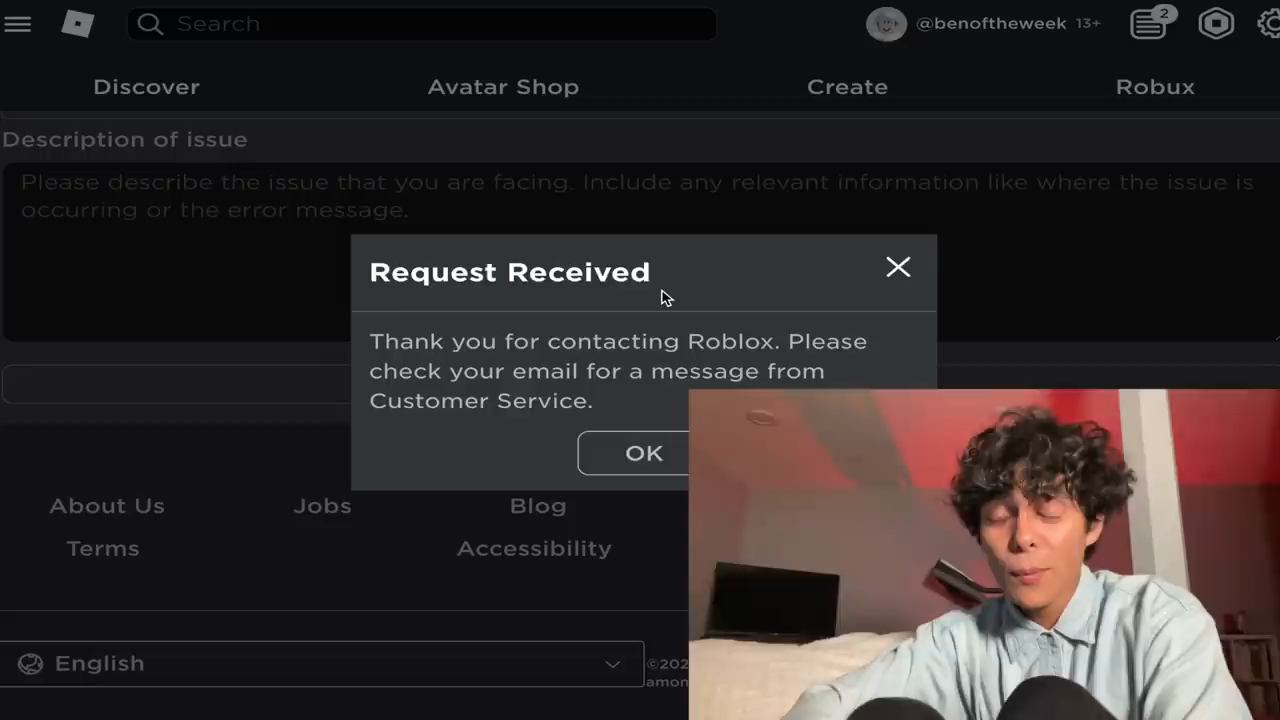 Search
@benoftheweek 13+
2
Discover
Avatar Shop
Create
Robux
Description of issue
Please describe the issue that you are facing. Include any relevant information like where the issue is
occurring or the error message.
Request Received
Thank you for contacting Roblox. Please
check your email for a message from
Customer Service.
OK
About Us
Jobs
Blog
Terms
Accessibility
English
©202
amon